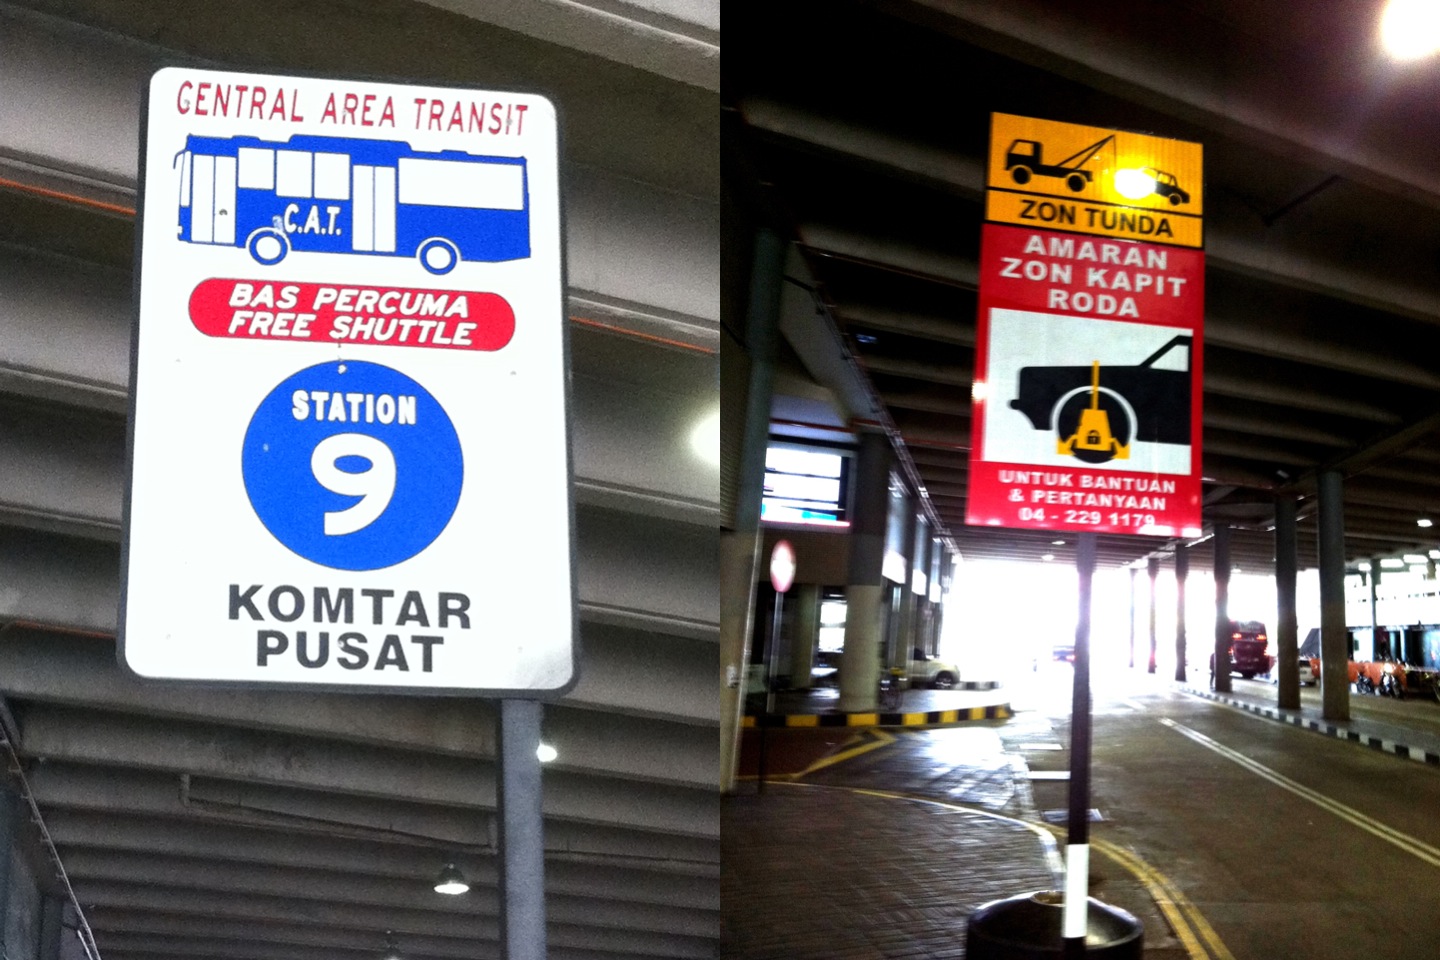 CENTRAL AREA TRANSIT
C.A.T.
BAS PERCUMA
FREE SHUTTLE
STATION
9
KOMTAR
PUSAT
ZON TUNDA
AMARAN
ZON KAPIT
RODA
UNTUK BANTUAN
& PERTANYAAN
04 - 229 1179